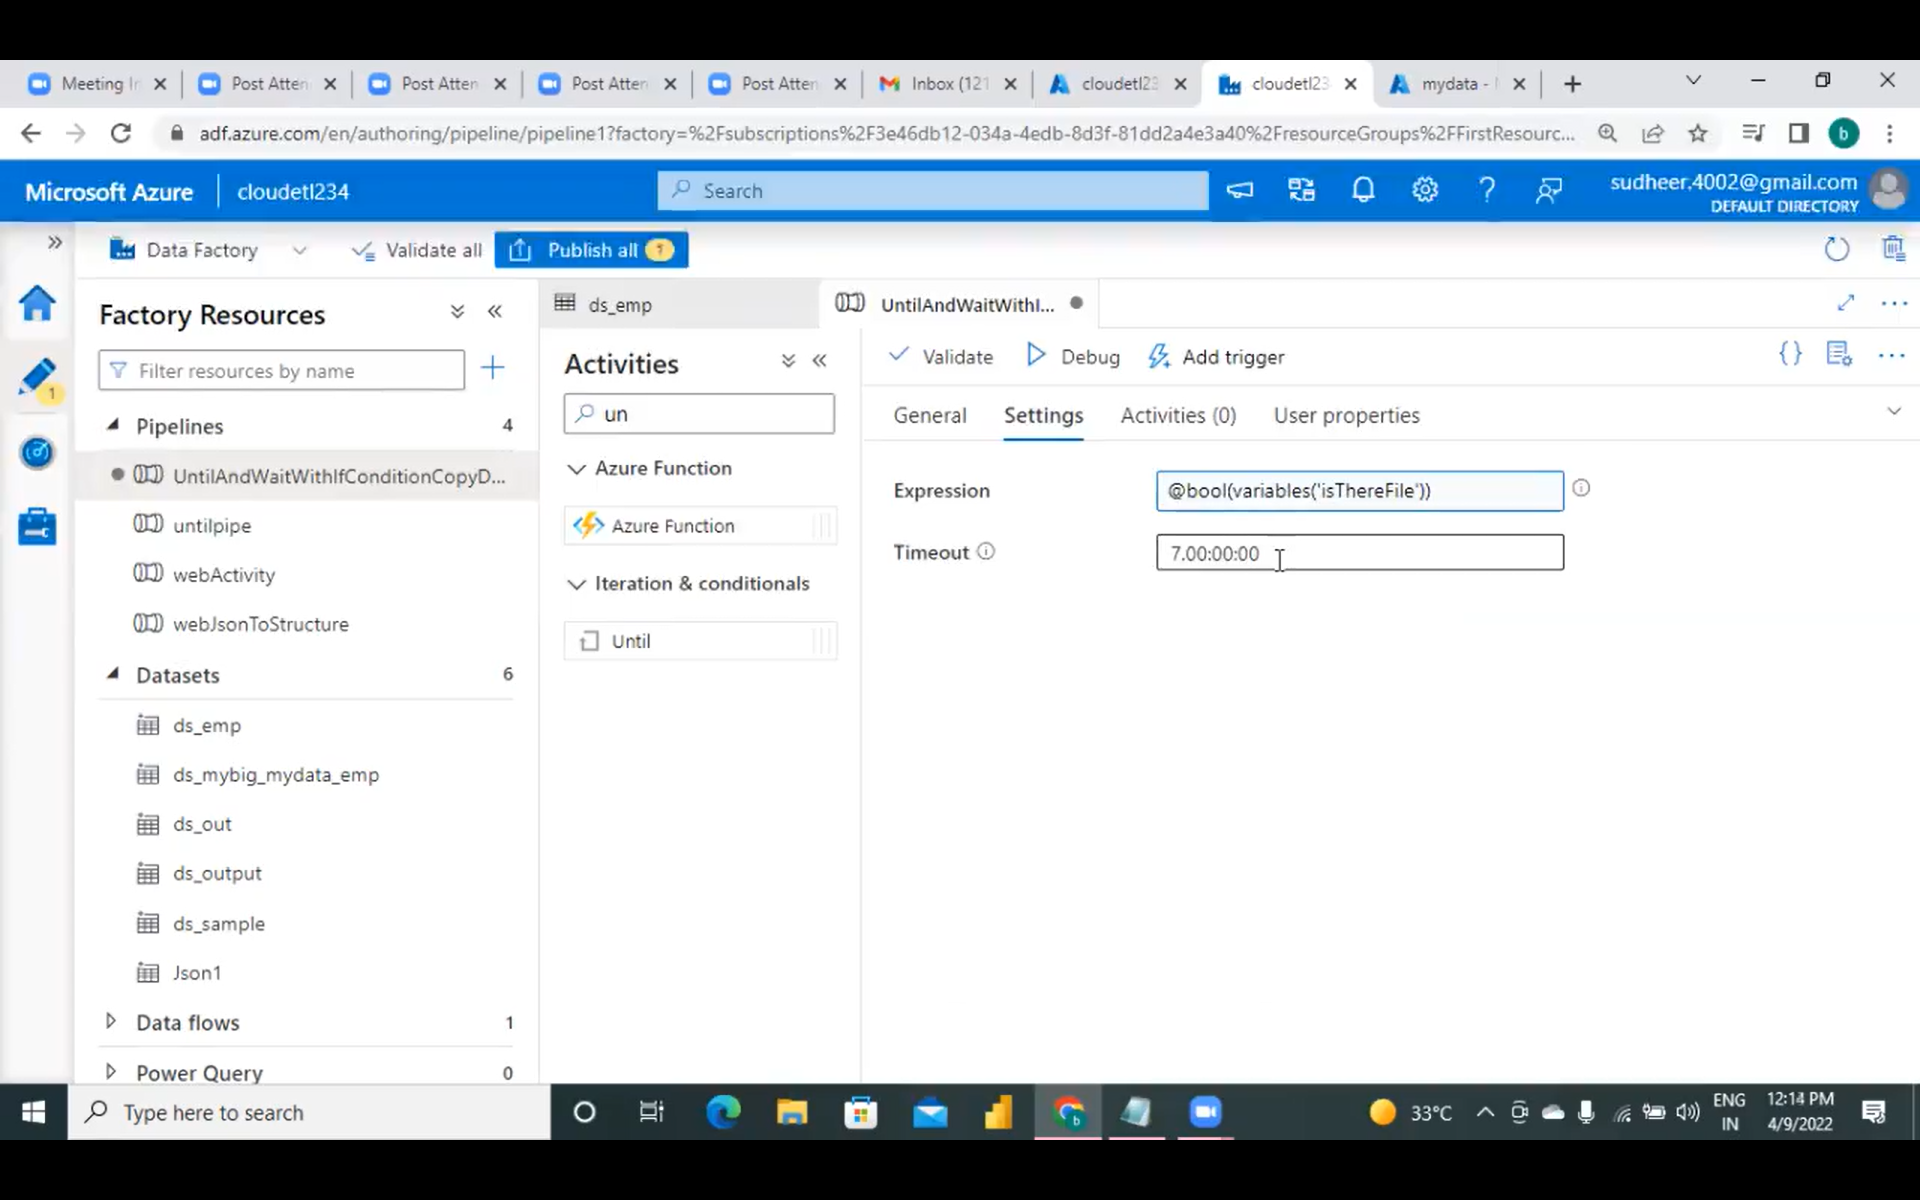 Meeting In
Post Atten
Post Atten
Post Atten
Post Atten
Inbox (121
cloudetl23
cloudetl23
mydata -
adf.azure.com/en/authoring/pipeline/pipeline1?factory=%2Fsubscriptions%2F3e46db12-034a-4edb-8d3f-81dd2a4e3a40%2FresourceGroups%2FFirstResourc...
b
Microsoft Azure
cloudetl234
Search
sudheer.4002@gmail.com
DEFAULT DIRECTORY
Data Factory
Validate all
Publish all 1
Factory Resources
Filter resources by name
1
Pipelines 4
UntilAndWaitWithIfConditionCopyD...
untilpipe
webActivity
webJsonToStructure
Datasets 6
ds_emp
ds_mybig_mydata_emp
ds_out
ds_output
ds_sample
Json1
Data flows 1
Power Query 0
ds_emp
UntilAndWaitWithI...
Activities
un
Azure Function
Azure Function
Iteration & conditionals
Until
Validate
Debug
Add trigger
General
Settings
Activities (0)
User properties
Expression
@bool(variables('isThereFile'))
Timeout
7.00:00:00
Type here to search
b
33°C
ENG
IN
12:14 PM
4/9/2022